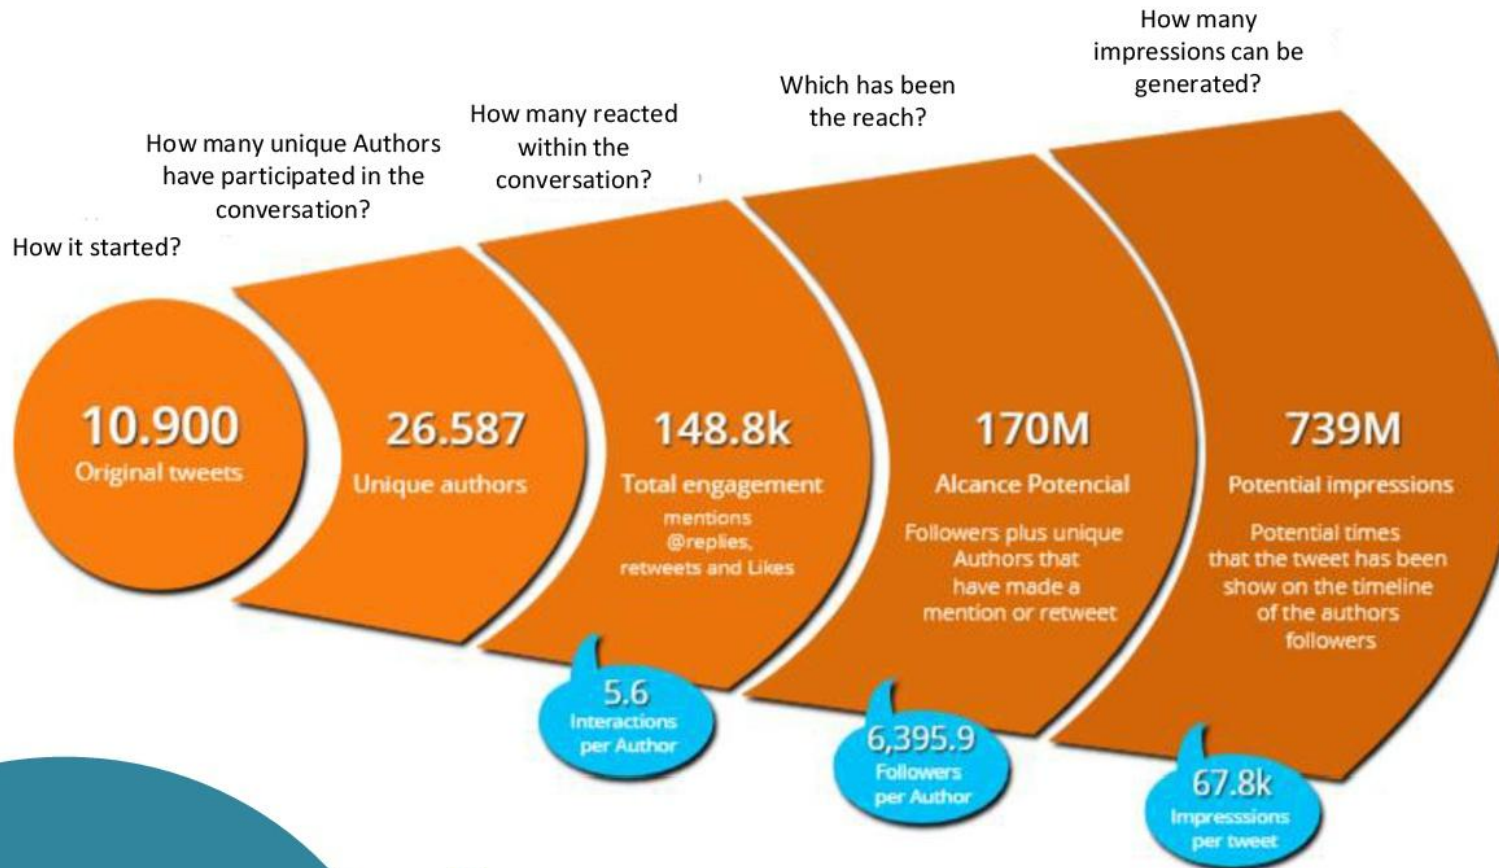 How it started?
How many unique Authors
have participated in the
conversation?
How many reacted
within the
conversation?
Which has been
the reach?
How many
impressions can be
generated?
10.900
Original tweets
26.587
Unique authors
148.8k
Total engagement
mentions
@replies,
retweets and Likes
5.6
Interactions
per Author
170M
Alcance Potencial
Followers plus unique
Authors that
have made a
mention or retweet
6,395.9
Followers
per Author
739M
Potential impressions
Potential times
that the tweet has been
show on the timeline
of the authors
followers
67.8k
Impresssions
per tweet